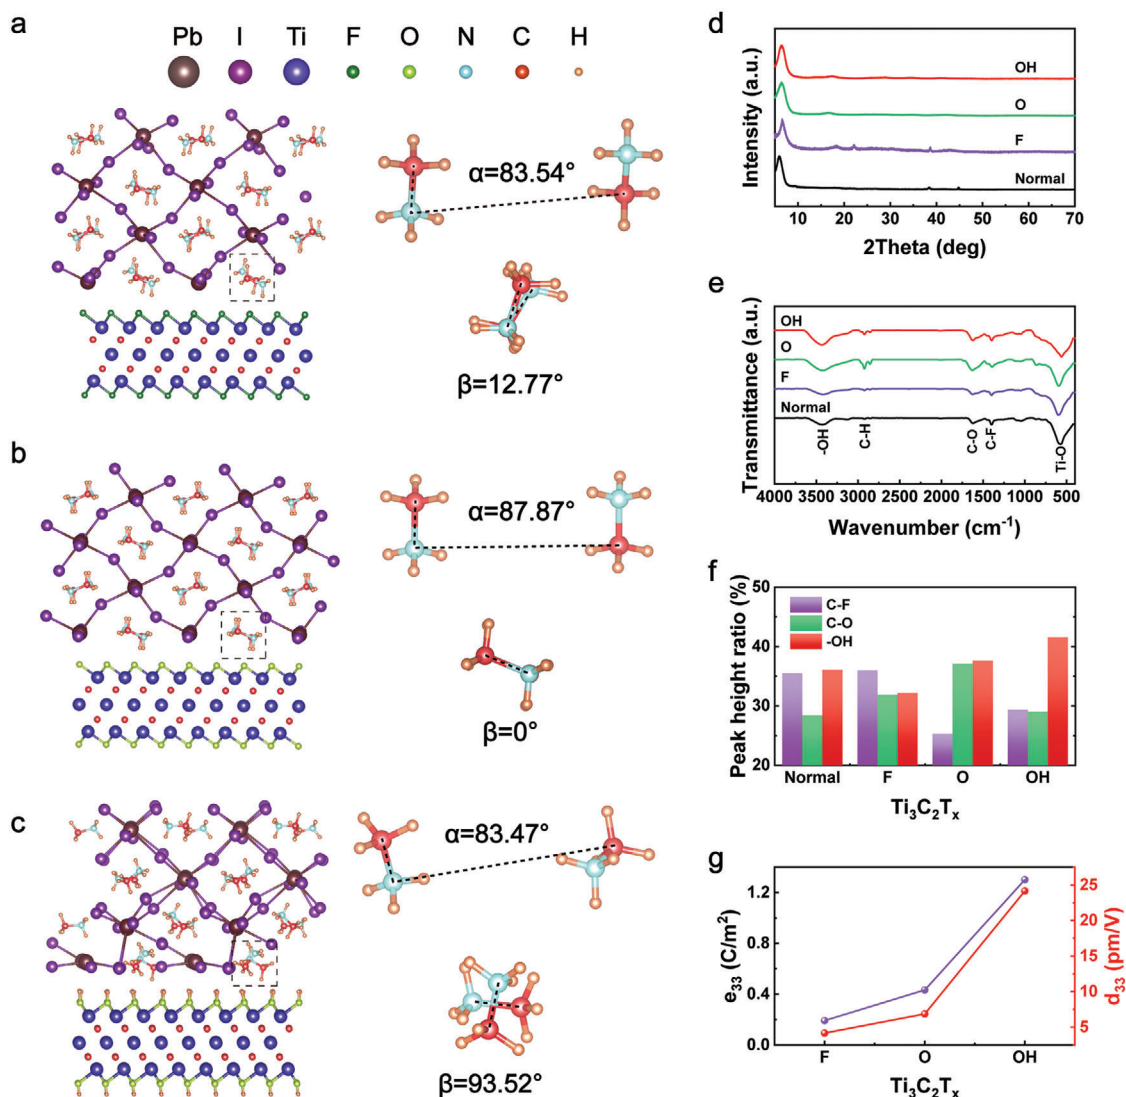 a
Pb I Ti F O N C H
α=83.54°
β=12.77°
b
α=87.87°
β=0°
c
α=83.47°
β=93.52°
d
Intensity (a.u.)
OH
O
F
Normal
10 20 30 40 50 60 70
2Theta (deg)
e
Transmittance (a.u.)
OH
O
F
Normal
-OH
C-H
C-O
C-F
Ti-O
4000 3500 3000 2500 2000 1500 1000 500
Wavenumber (cm⁻¹)
f
Peak height ratio (%)
50
40
30
20
C-F
C-O
-OH
Normal F O OH
Ti₃C₂Tₓ
g
e₃₃ (C/m²)
1.2
0.8
0.4
0.0
d₃₃ (pm/V)
25
20
15
10
5
F O OH
Ti₃C₂Tₓ